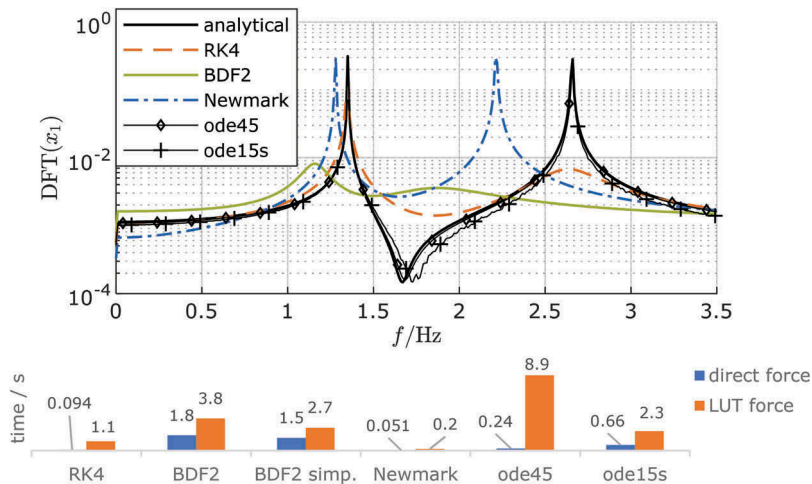 10^0
10^-2
10^-4
DFT(x_1)
analytical
RK4
BDF2
Newmark
ode45
ode15s
0 0.5 1 1.5 2 2.5 3 3.5
f/Hz
time / s
0.094 1.1 1.8 3.8 1.5 2.7 0.051 0.2 0.24 8.9 0.66 2.3
RK4 BDF2 BDF2 simp. Newmark ode45 ode15s
direct force
LUT force